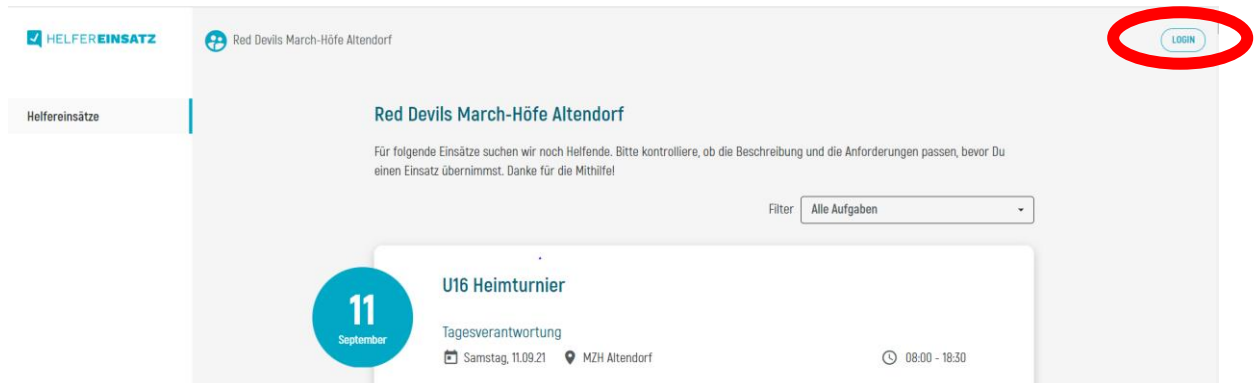 HELFEREINSATZ
Red Devils March-Höfe Altendorf
LOGIN
Helfereinsätze
Red Devils March-Höfe Altendorf
Für folgende Einsätze suchen wir noch Helfende. Bitte kontrolliere, ob die Beschreibung und die Anforderungen passen, bevor Du
einen Einsatz übernimmst. Danke für die Mithilfe!
Filter Alle Aufgaben
11
September
U16 Heimturnier
Tagesverantwortung
Samstag, 11.09.21 MZH Altendorf 08:00 - 18:30